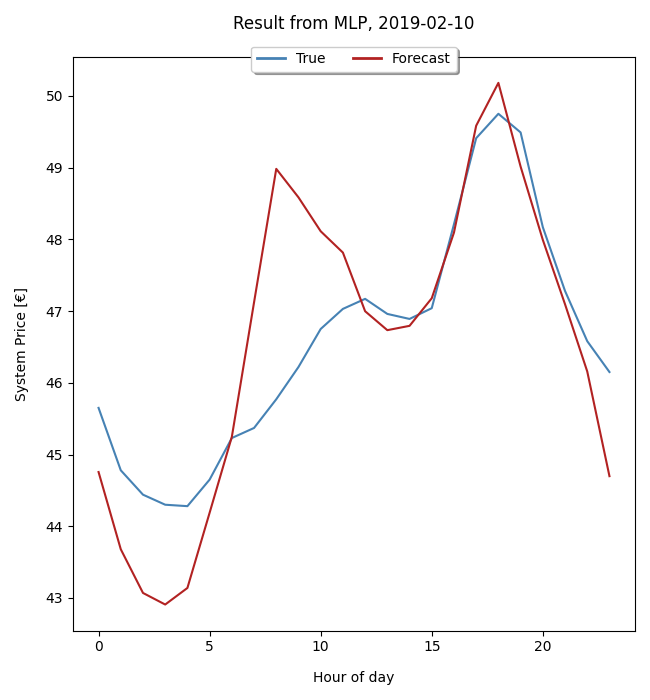 Result from MLP, 2019-02-10
True Forecast
50
49
48
47
46
45
44
43
System Price [€]
0 5 10 15 20
Hour of day